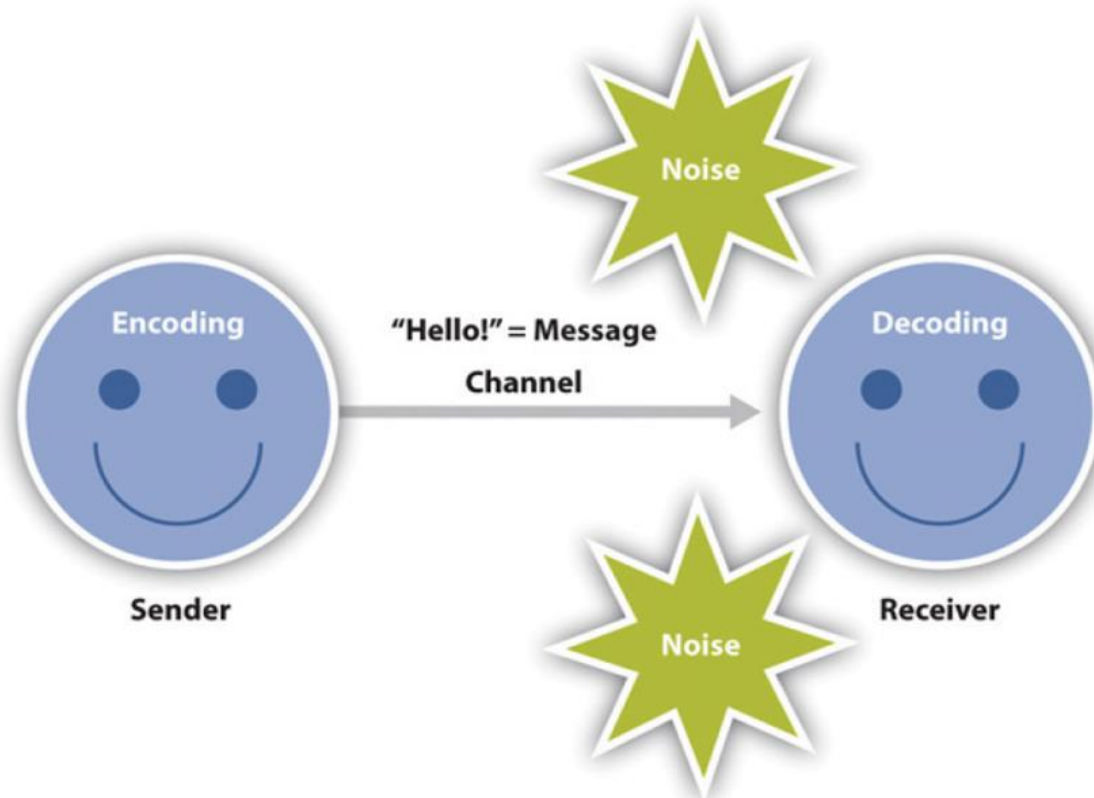 Noise
Encoding
“Hello!” = Message
Channel
Decoding
Sender
Receiver
Noise